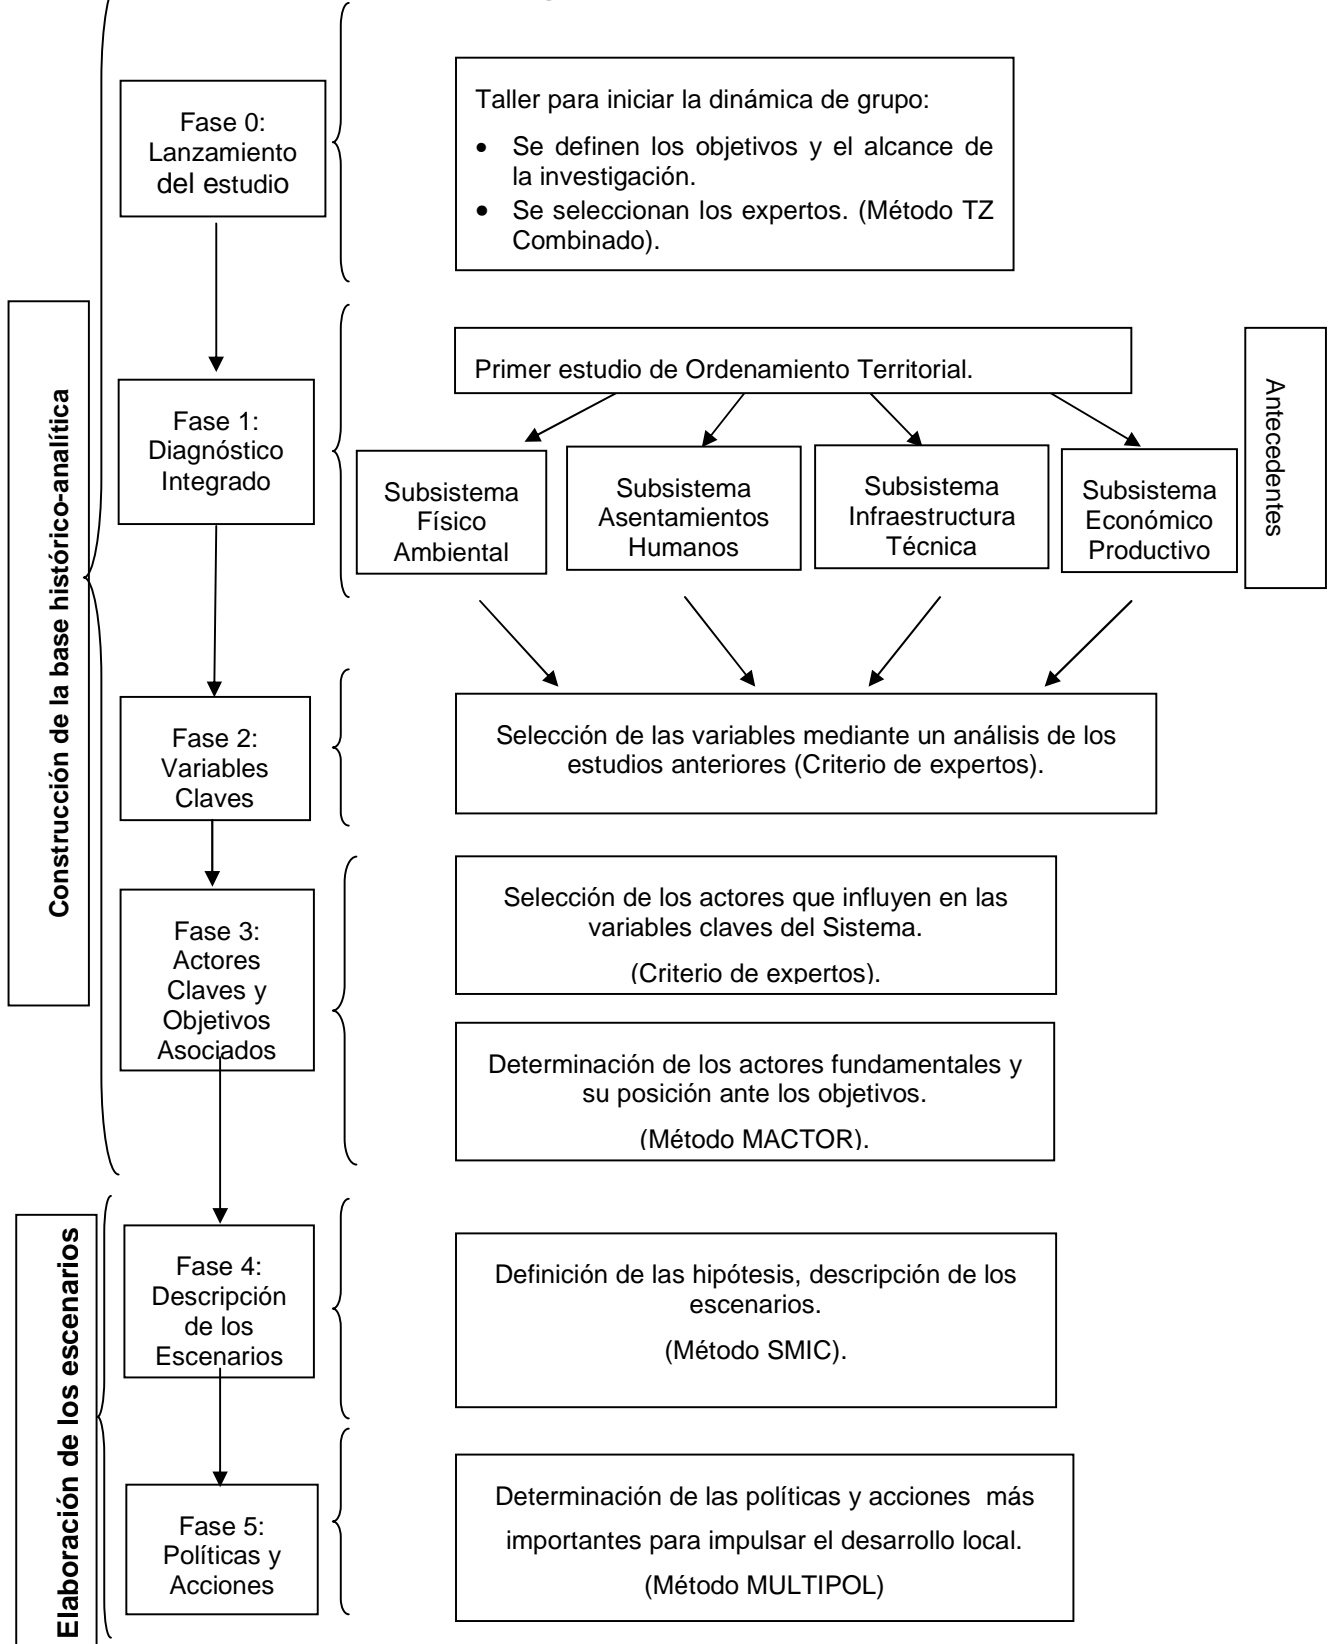 Fase 0:
Lanzamiento
del estudio
Taller para iniciar la dinámica de grupo:
• Se definen los objetivos y el alcance de
la investigación.
• Se seleccionan los expertos. (Método TZ
Combinado).
Construcción de la base histórico-analítica
Fase 1:
Diagnóstico
Integrado
Primer estudio de Ordenamiento Territorial.
Subsistema
Físico
Ambiental
Subsistema
Asentamientos
Humanos
Subsistema
Infraestructura
Técnica
Subsistema
Económico
Productivo
Antecedentes
Fase 2:
Variables
Claves
Selección de las variables mediante un análisis de los
estudios anteriores (Criterio de expertos).
Fase 3:
Actores
Claves y
Objetivos
Asociados
Selección de los actores que influyen en las
variables claves del Sistema.
(Criterio de expertos).
Determinación de los actores fundamentales y
su posición ante los objetivos.
(Método MACTOR).
Elaboración de los escenarios
Fase 4:
Descripción
de los
Escenarios
Definición de las hipótesis, descripción de los
escenarios.
(Método SMIC).
Fase 5:
Políticas y
Acciones
Determinación de las políticas y acciones más
importantes para impulsar el desarrollo local.
(Método MULTIPOL)